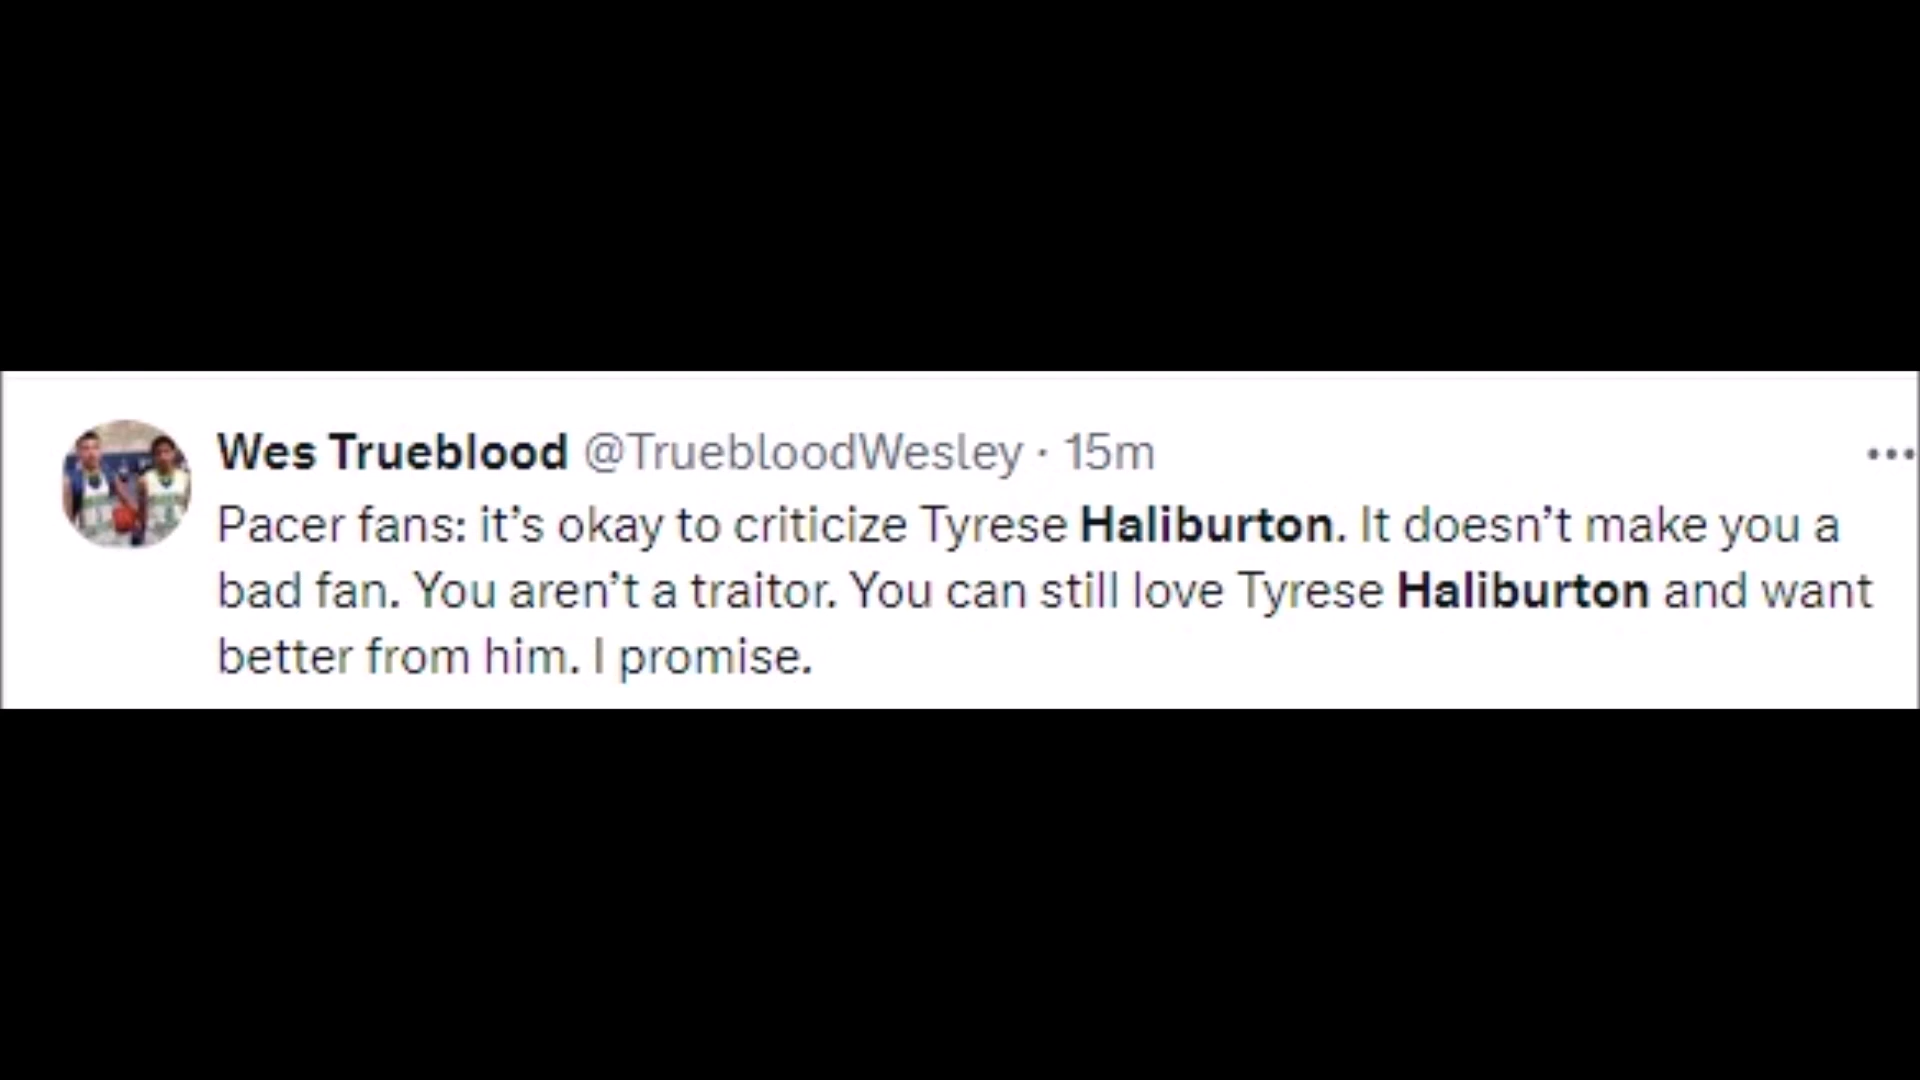 Wes Trueblood @TruebloodWesley · 15m
Pacer fans: it’s okay to criticize Tyrese Haliburton. It doesn’t make you a
bad fan. You aren’t a traitor. You can still love Tyrese Haliburton and want
better from him. I promise.